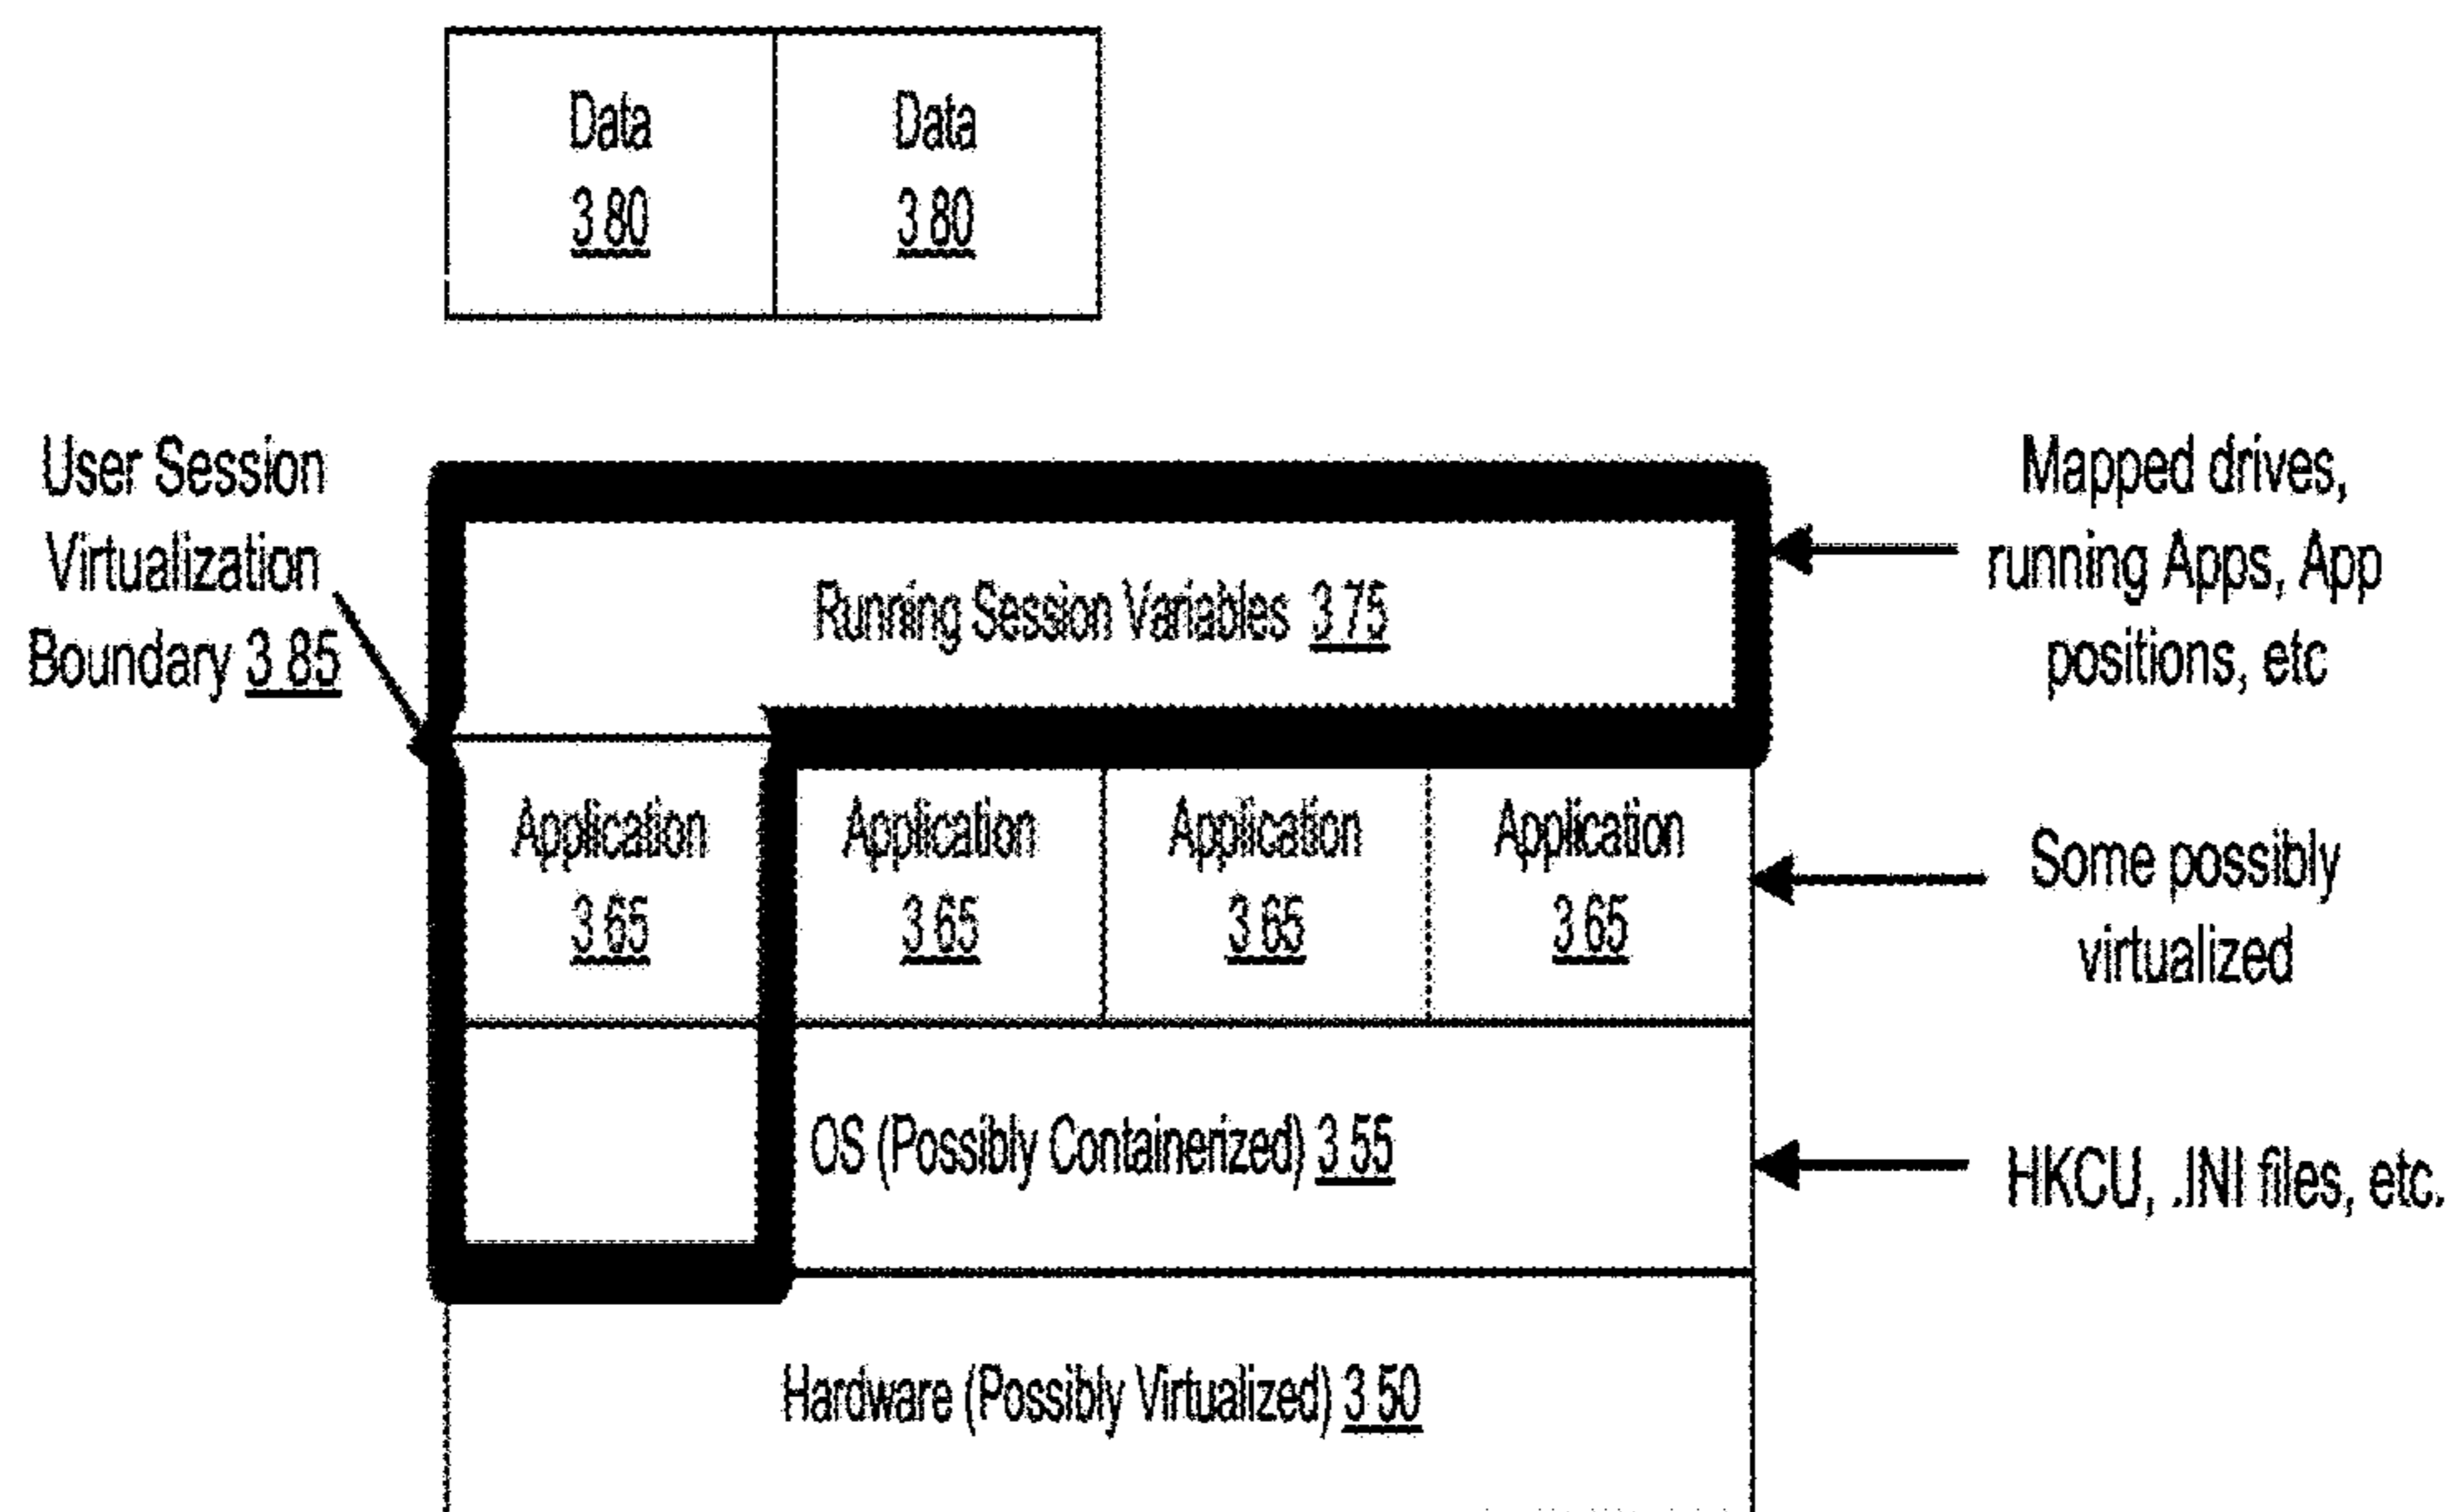 Data
3 80
Data
3 80
User Session
Virtualization
Boundary 3 85
Mapped drives,
running Apps, App
positions, etc
Running Session Variables 3 75
Application
3 65
Application
3 65
Application
3 65
Application
3 65
Some possibly
virtualized
OS (Possibly Containerized) 3 55
HKCU, .INI files, etc.
Hardware (Possibly Virtualized) 3 50